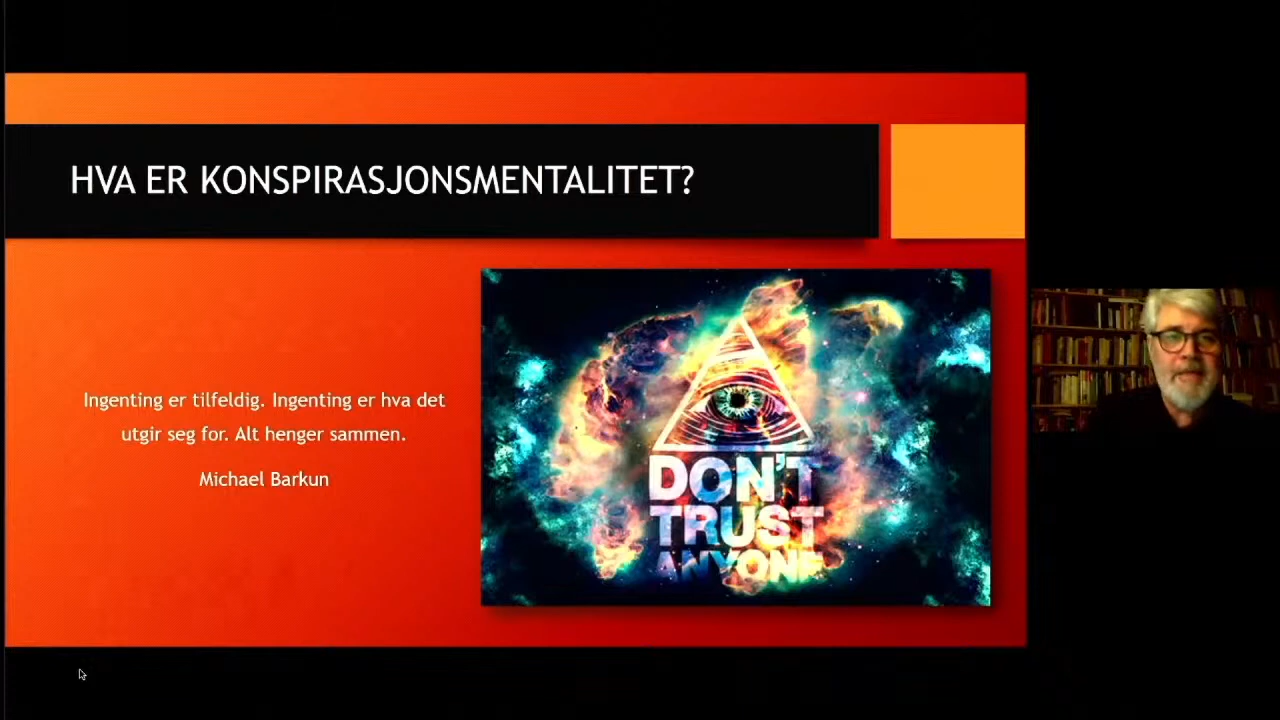 HVA ER KONSPIRASJONSMENTALITET?
Ingenting er tilfeldig. Ingenting er hva det
utgir seg for. Alt henger sammen.
Michael Barkun
DON'T
TRUST
ANYONE